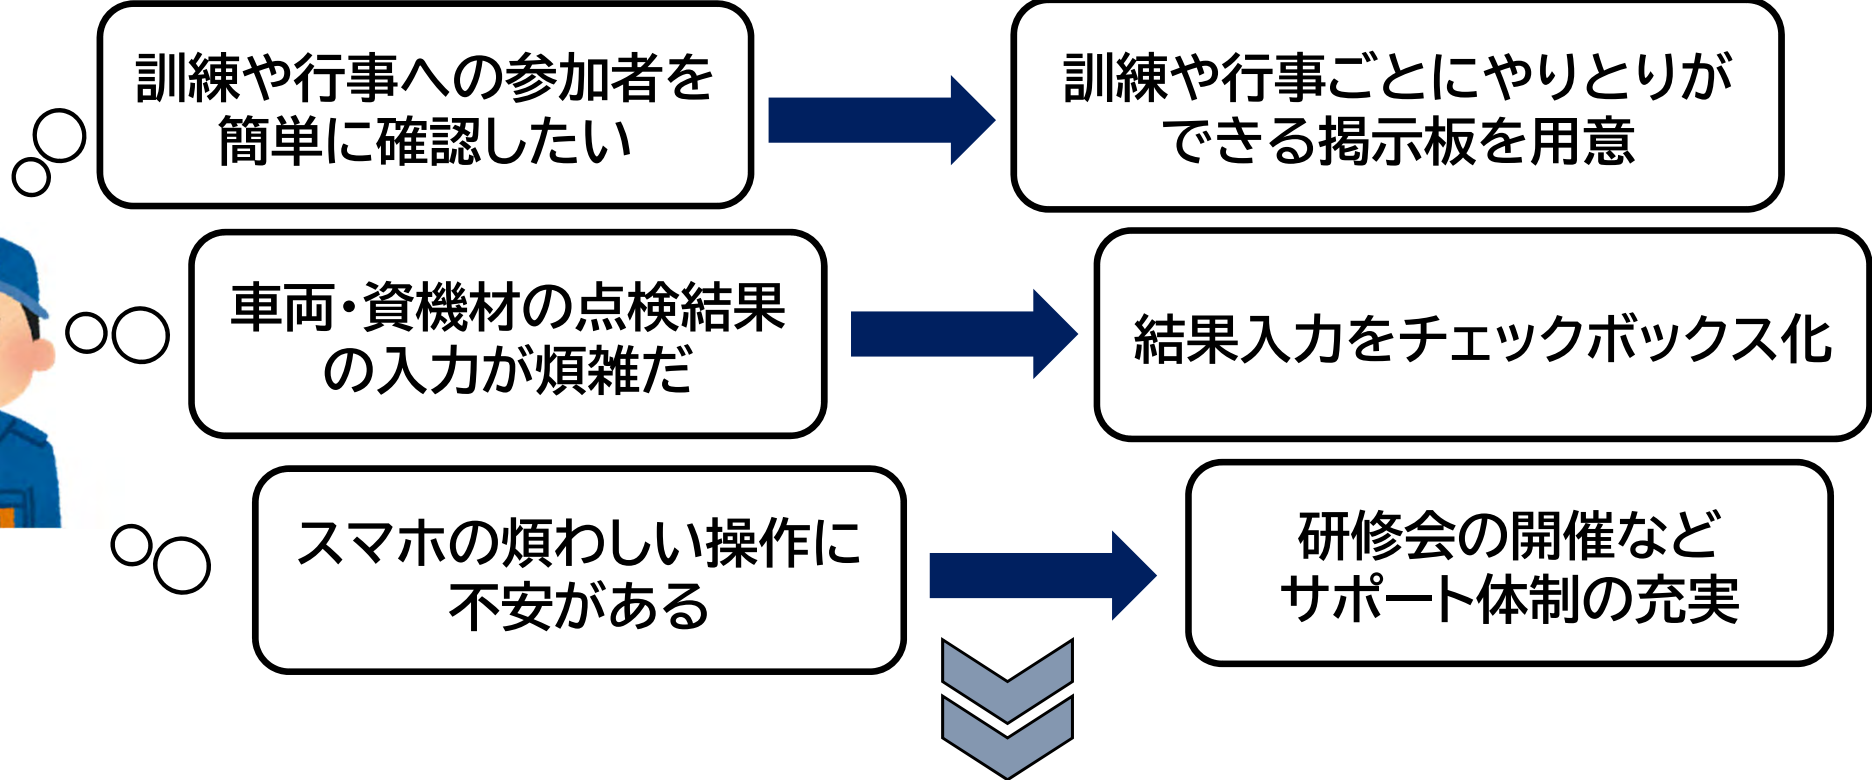 訓練や行事への参加者を
簡単に確認したい
訓練や行事ごとにやりとりが
できる掲示板を用意
車両・資機材の点検結果
の入力が煩雑だ
結果入力をチェックボックス化
スマホの煩わしい操作に
不安がある
研修会の開催など
サポート体制の充実